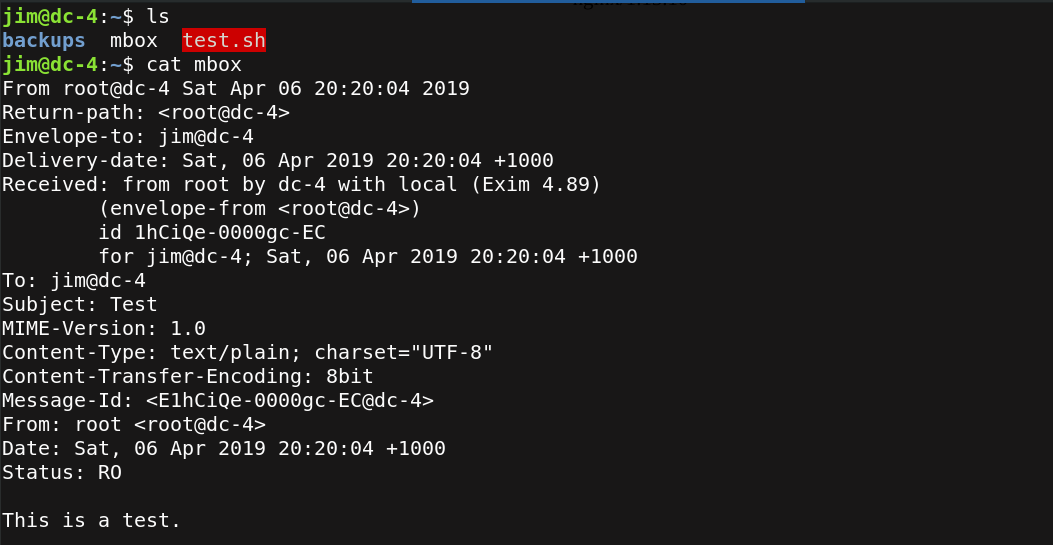 jim@dc-4:~$ ls
backups  mbox  test.sh
jim@dc-4:~$ cat mbox
From root@dc-4 Sat Apr 06 20:20:04 2019
Return-path: <root@dc-4>
Envelope-to: jim@dc-4
Delivery-date: Sat, 06 Apr 2019 20:20:04 +1000
Received: from root by dc-4 with local (Exim 4.89)
        (envelope-from <root@dc-4>)
        id 1hCiQe-0000gc-EC
        for jim@dc-4; Sat, 06 Apr 2019 20:20:04 +1000
To: jim@dc-4
Subject: Test
MIME-Version: 1.0
Content-Type: text/plain; charset="UTF-8"
Content-Transfer-Encoding: 8bit
Message-Id: <E1hCiQe-0000gc-EC@dc-4>
From: root <root@dc-4>
Date: Sat, 06 Apr 2019 20:20:04 +1000
Status: RO

This is a test.